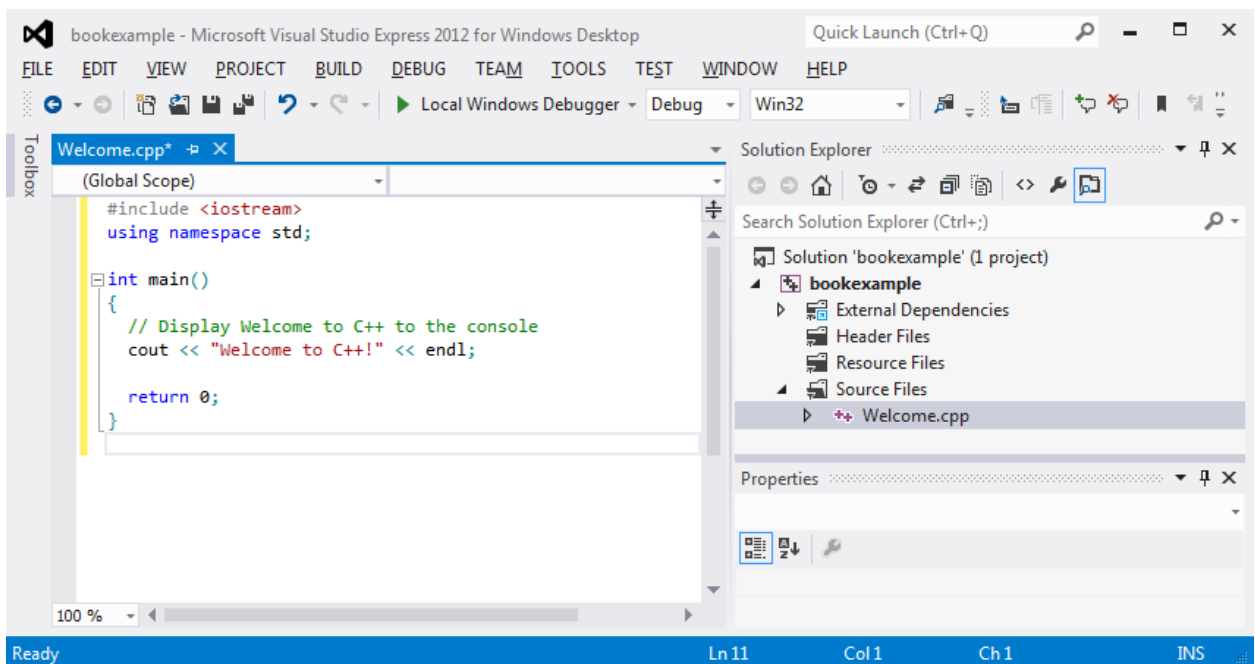 bookexample - Microsoft Visual Studio Express 2012 for Windows Desktop Quick Launch (Ctrl+Q)
FILE EDIT VIEW PROJECT BUILD DEBUG TEAM TOOLS TEST WINDOW HELP
Local Windows Debugger Debug Win32
Toolbox
Welcome.cpp*
(Global Scope)
#include <iostream>
using namespace std;
int main()
{
// Display Welcome to C++ to the console
cout << "Welcome to C++!" << endl;
return 0;
}
100 %
Solution Explorer
Search Solution Explorer (Ctrl+;)
Solution 'bookexample' (1 project)
bookexample
External Dependencies
Header Files
Resource Files
Source Files
Welcome.cpp
Properties
Ready Ln 11 Col 1 Ch 1 INS